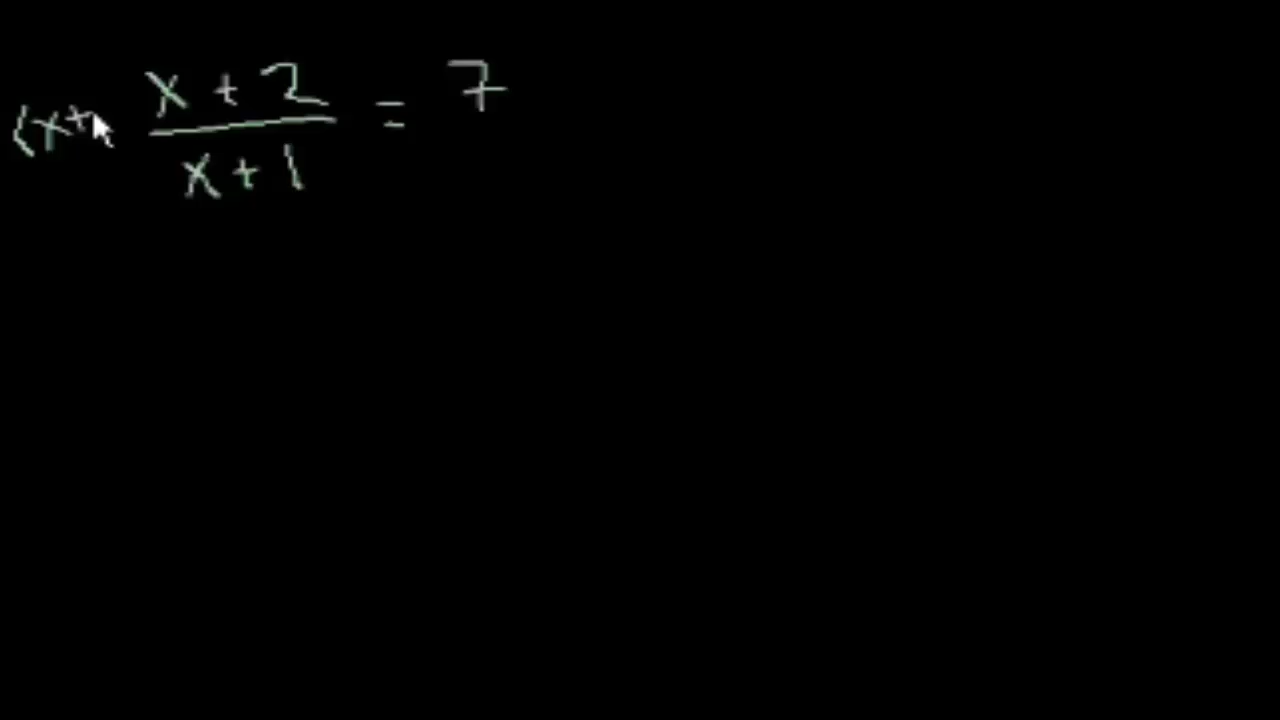 (x+ x + 2 = 7
x + 1